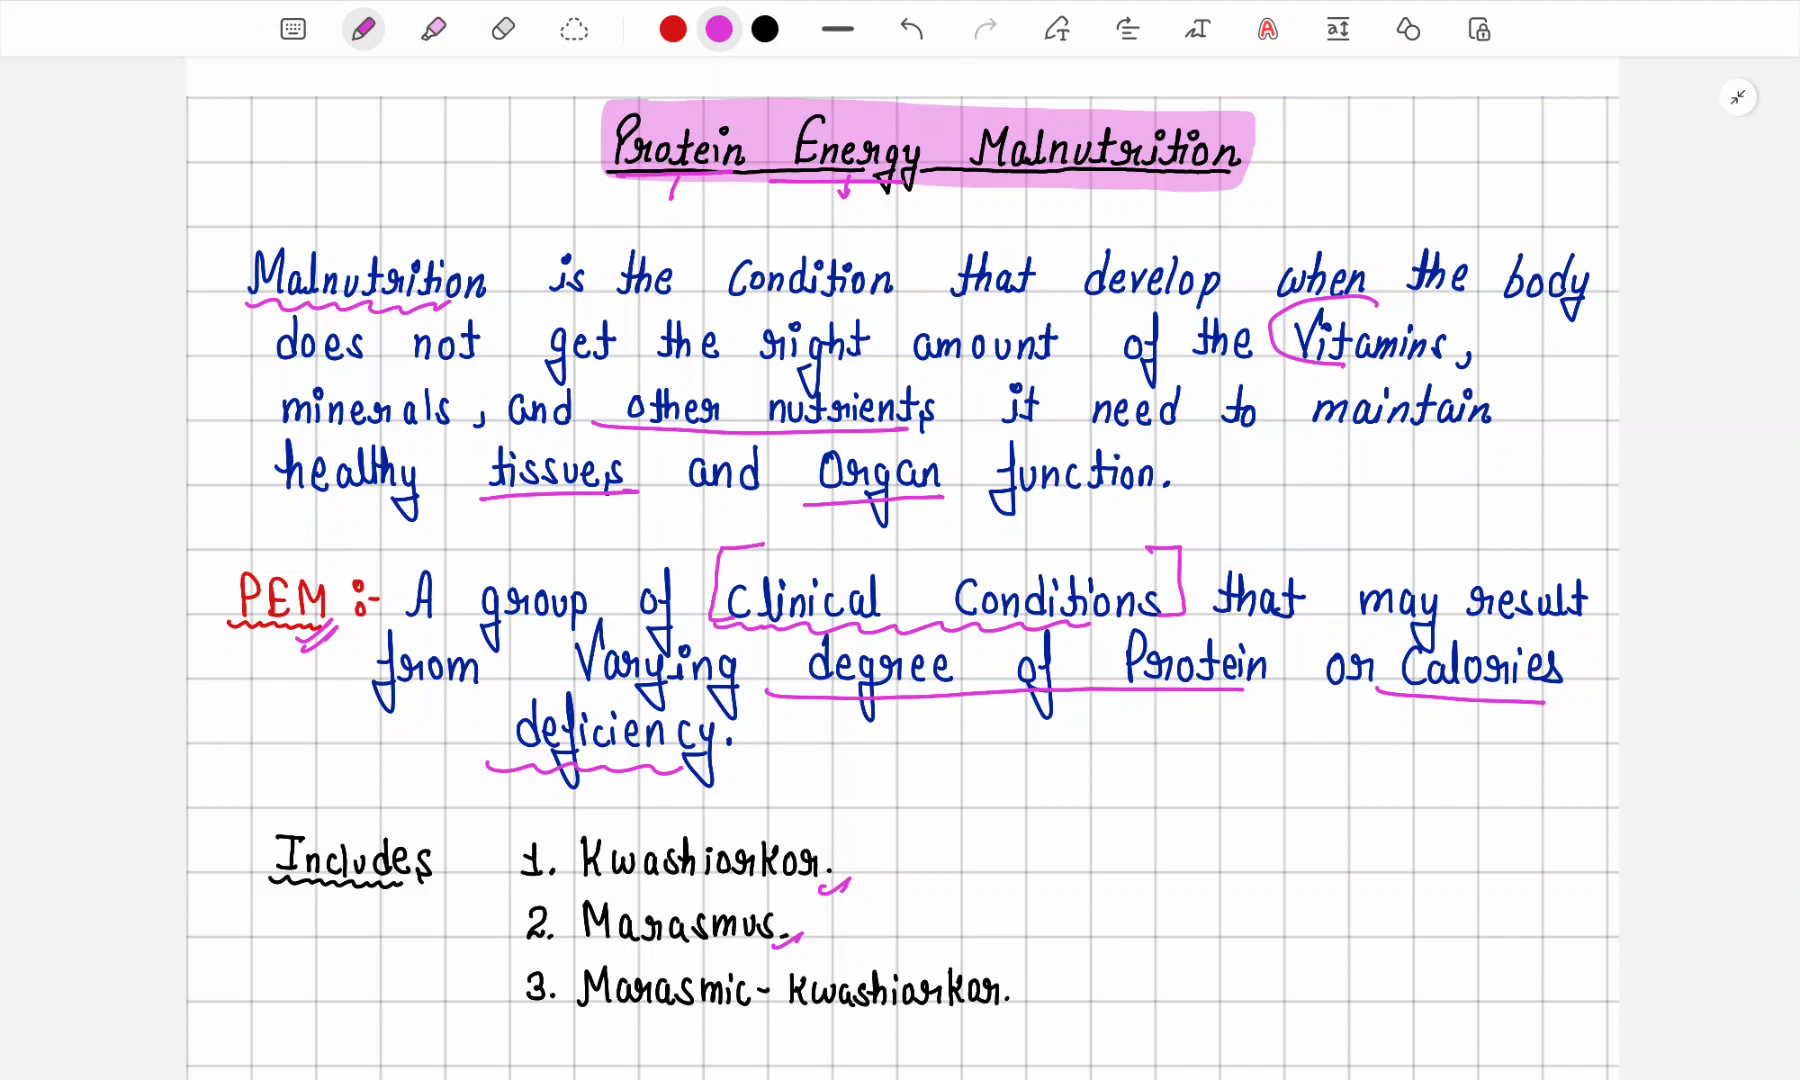 Protein Energy Malnutrition
Malnutrition is the Condition that develop when the body
does not get the right amount of the Vitamins,
minerals, and other nutrients it need to maintain
healthy tissues and Organ function.
PEM :- A group of Clinical Conditions that may result
from Varying degree of Protein or Calories
deficiency.
Includes 1. Kwashiorkor.
2. Marasmus.
3. Marasmic- Kwashiorkor.